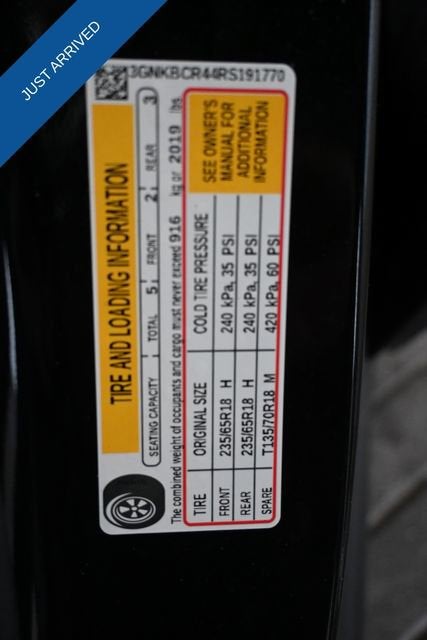 JUST ARRIVED
3GNKBCR44RS191770
TIRE AND LOADING INFORMATION
SEATING CAPACITY TOTAL 5 FRONT 2 REAR 3
The combined weight of occupants and cargo must never exceed 916 kg or 2019 lbs
TIRE ORIGINAL SIZE COLD TIRE PRESSURE
FRONT 235/65R18 H 240 kPa, 35 PSI
REAR 235/65R18 H 240 kPa, 35 PSI
SPARE T135/70R18 M 420 kPa, 60 PSI
SEE OWNER'S
MANUAL FOR
ADDITIONAL
INFORMATION